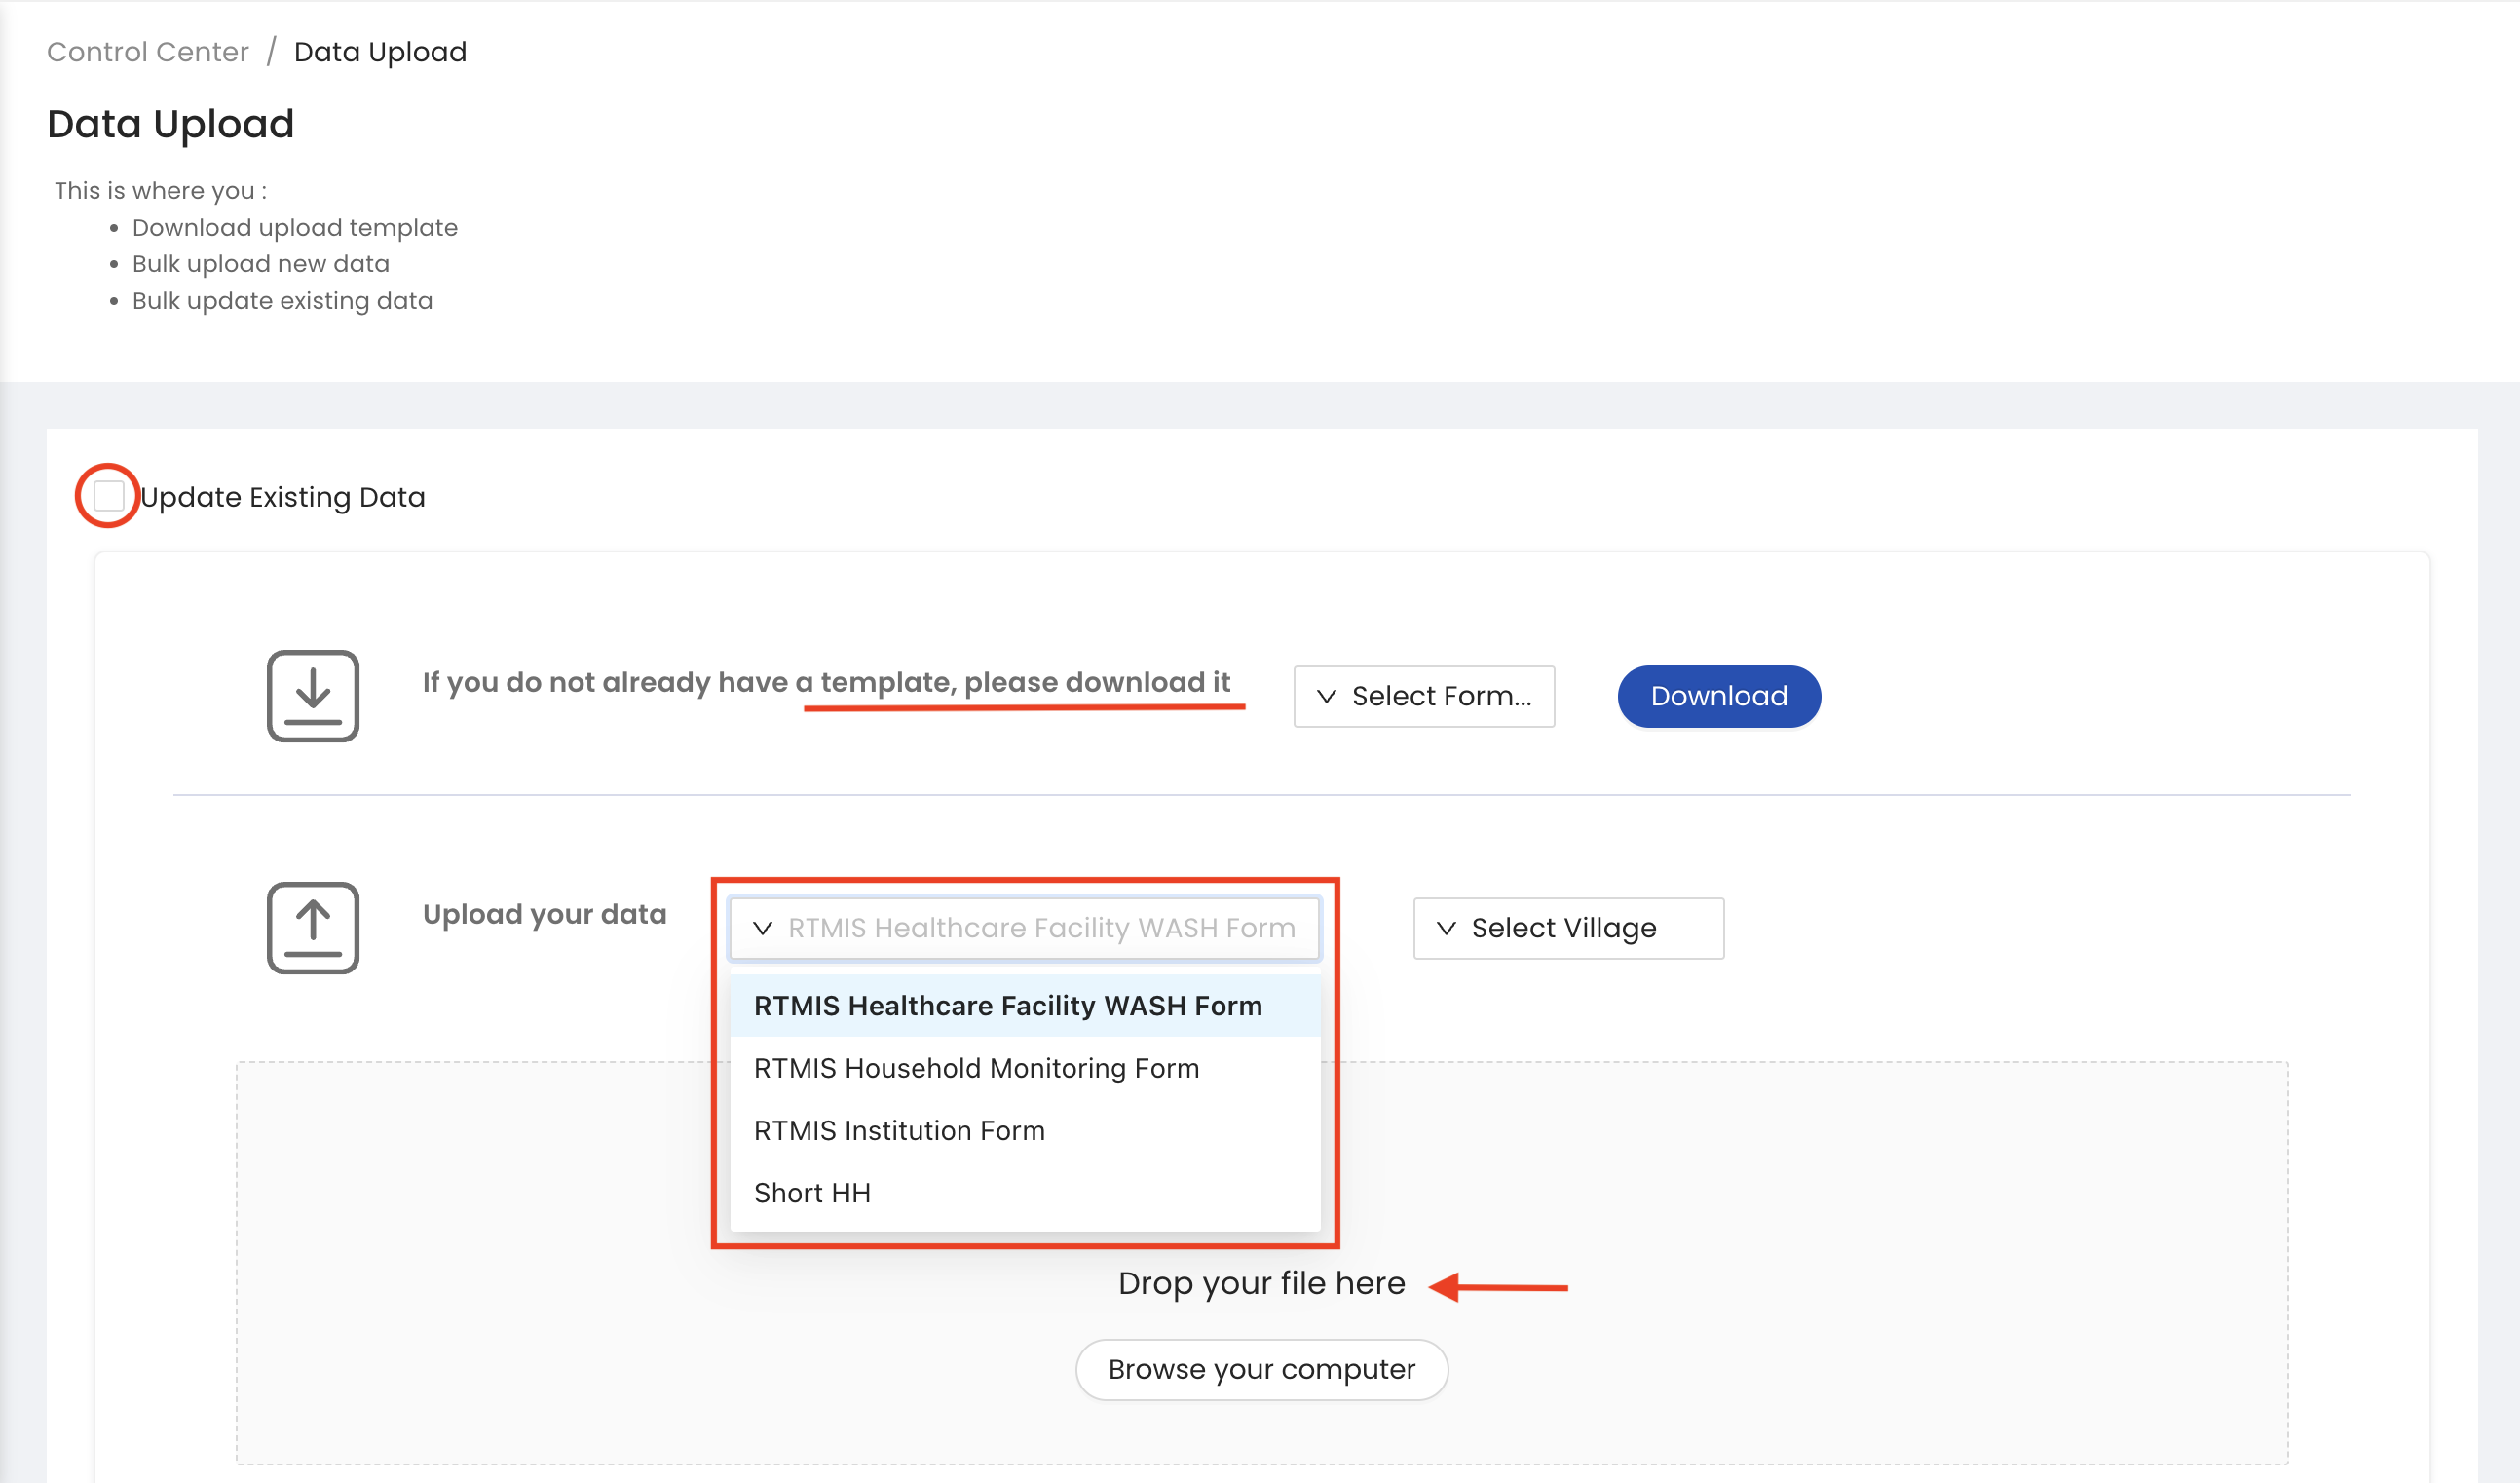 Control Center / Data Upload
Data Upload
This is where you :
• Download upload template
• Bulk upload new data
• Bulk update existing data
Update Existing Data
If you do not already have a template, please download it
Select Form...
Download
Upload your data
RTMIS Healthcare Facility WASH Form
Select Village
RTMIS Healthcare Facility WASH Form
RTMIS Household Monitoring Form
RTMIS Institution Form
Short HH
Drop your file here
Browse your computer